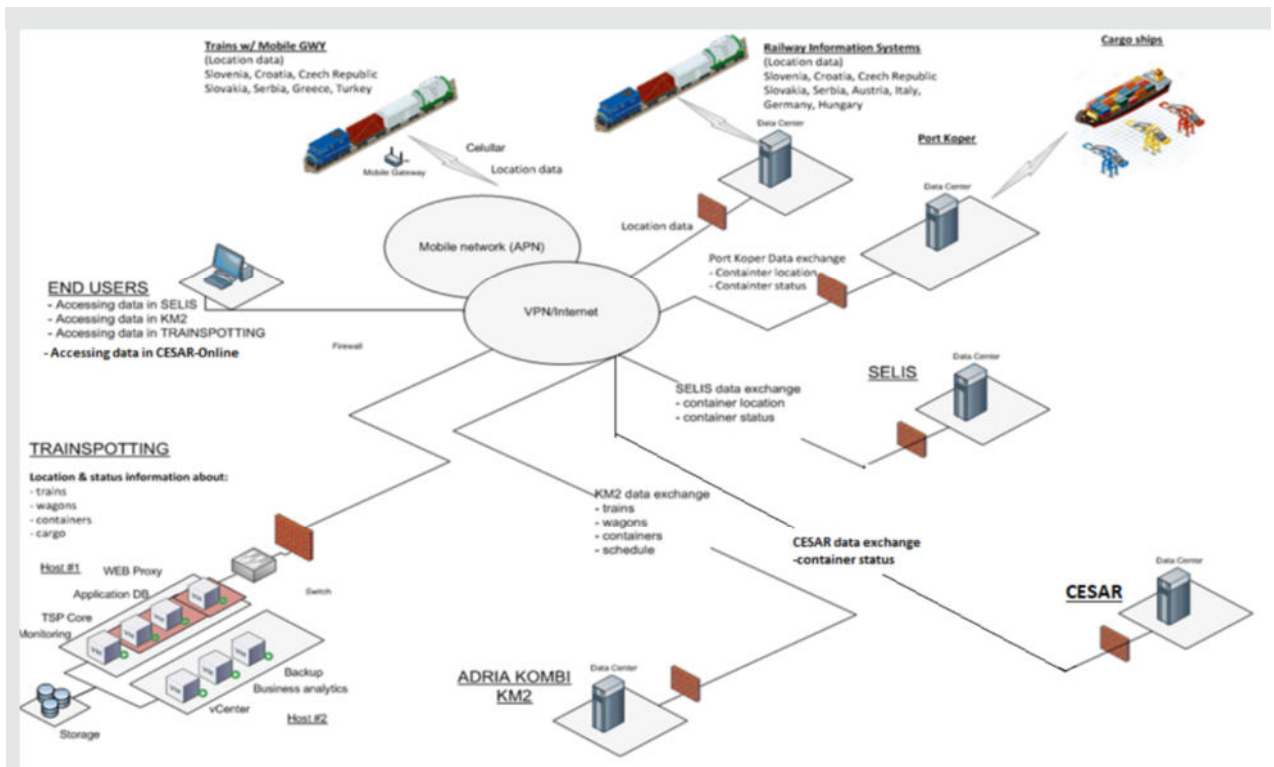 Trains w/ Mobile GWY
(Location data)
Slovenia, Croatia, Czech Republic
Slovakia, Serbia, Greece, Turkey
Railway Information Systems
(Location data)
Slovenia, Croatia, Czech Republic
Slovakia, Serbia, Austria, Italy,
Germany, Hungary
Cargo ships
Data Center
Port Koper
Celullar
Location data
Mobile Gateway
Data Center
Location data
Mobile network (APN)
Port Koper Data exchange
- Containter location
- Containter status
END USERS
- Accessing data in SELIS
- Accessing data in KM2
- Accessing data in TRAINSPOTTING
- Accessing data in CESAR-Online
VPN/Internet
Firewall
Data Center
SELIS
SELIS data exchange
- container location
- container status
TRAINSPOTTING
Location & status information about:
- trains
- wagons
- containers
- cargo
KM2 data exchange
- trains
- wagons
- containers
- schedule
CESAR data exchange
-container status
Host #1
WEB Proxy
Application DB
TSP Core
Monitoring
Switch
Data Center
CESAR
Backup
Business analytics
vCenter
Host #2
Storage
ADRIA KOMBI
KM2
Data Center